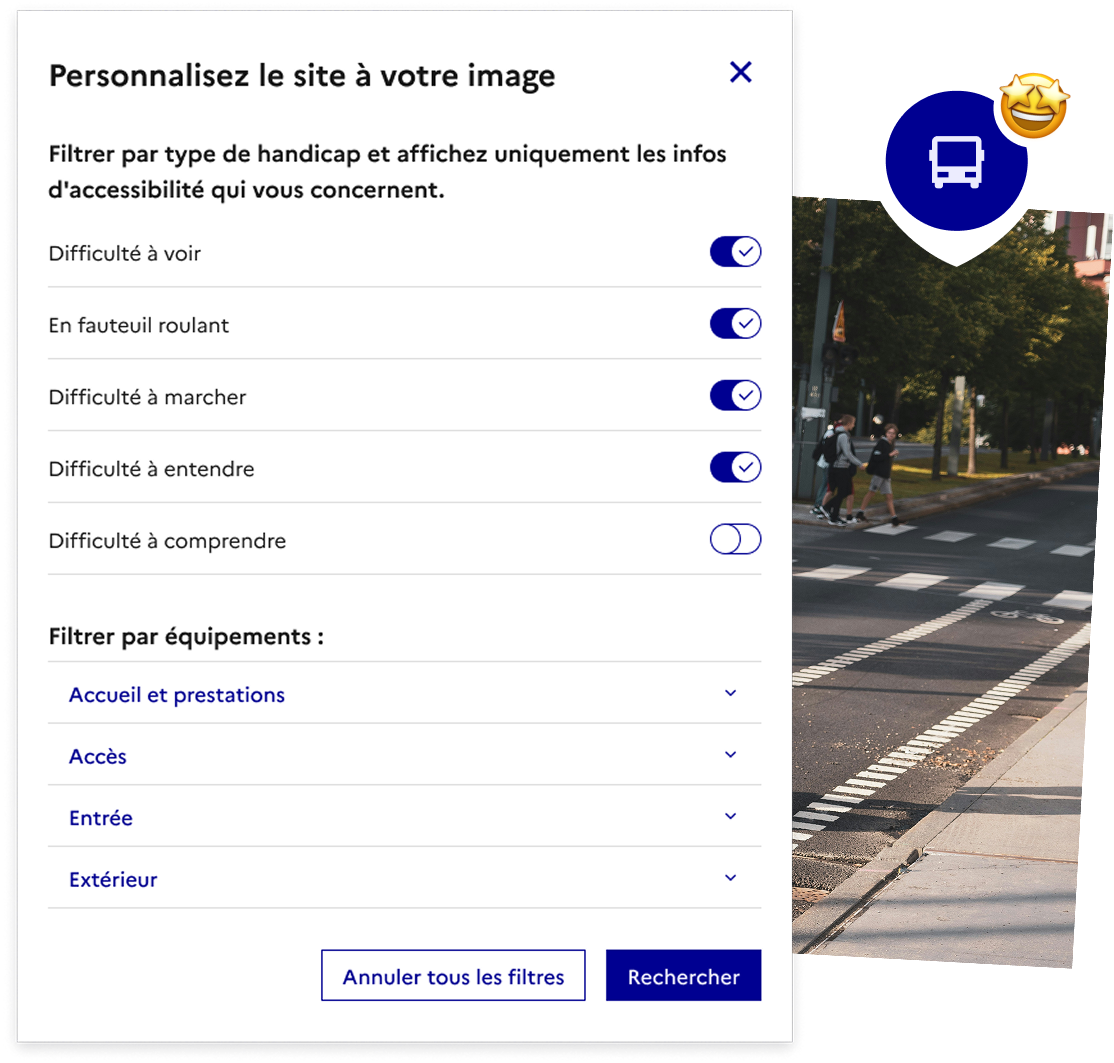 Personnalisez le site à votre image
Filtrer par type de handicap et affichez uniquement les infos
d'accessibilité qui vous concernent.
Difficulté à voir
En fauteuil roulant
Difficulté à marcher
Difficulté à entendre
Difficulté à comprendre
Filtrer par équipements :
Accueil et prestations
Accès
Entrée
Extérieur
Annuler tous les filtres
Rechercher